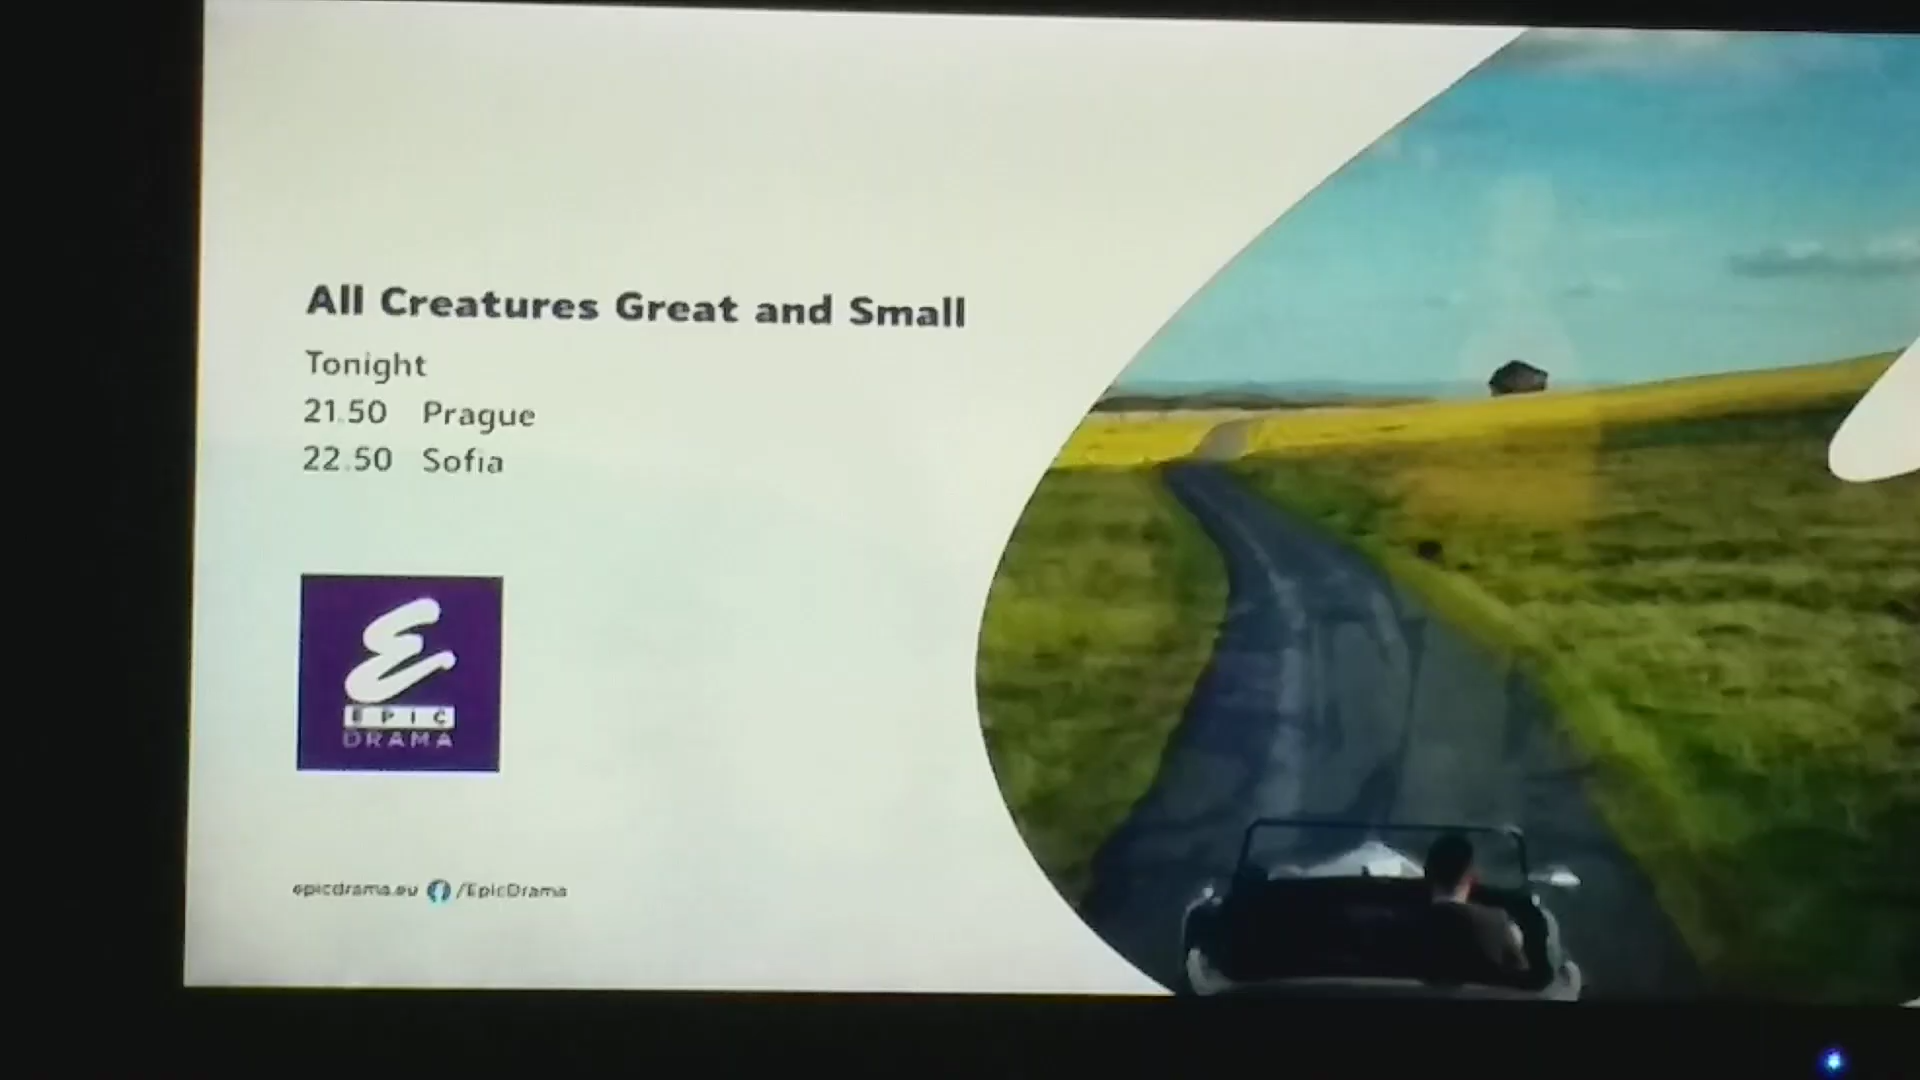 All Creatures Great and Small
Tonight
21.50 Prague
22.50 Sofia
EPIC
DRAMA
epicdrama.eu /EpicDrama